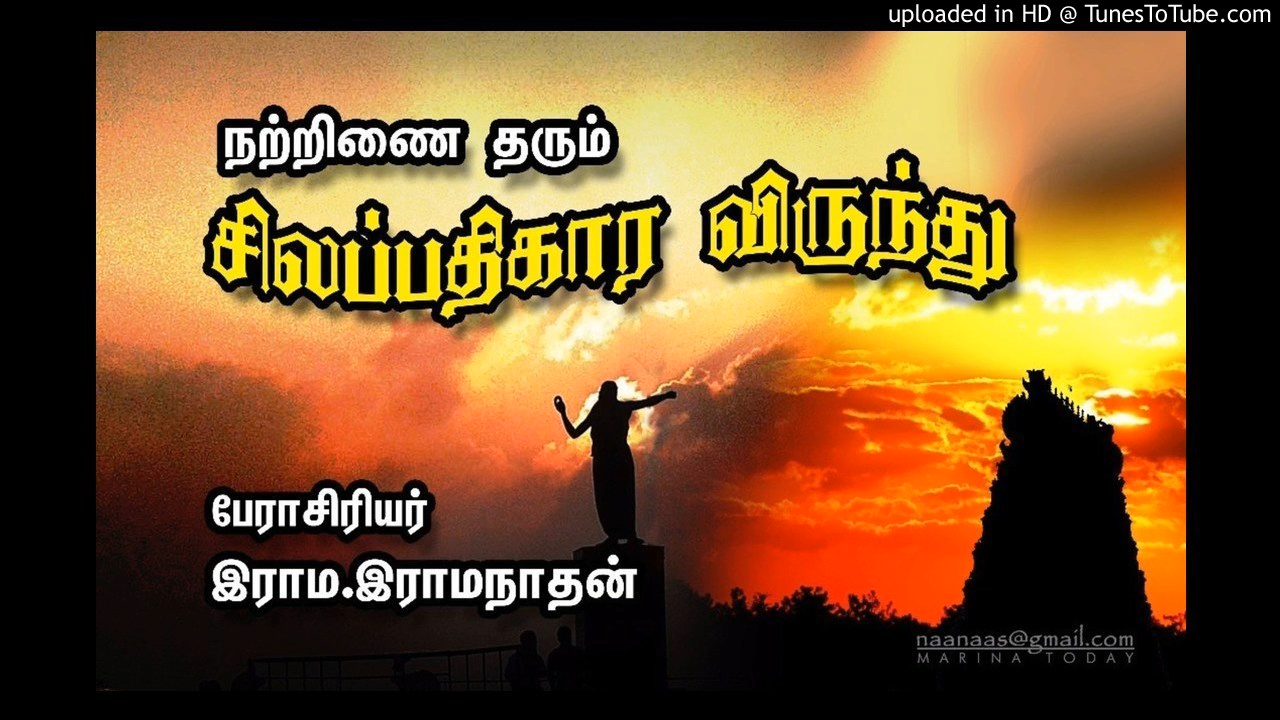 uploaded in HD @ TunesToTube.com
நற்றிணை தரும்
சிலப்பதிகார விருந்து
பேராசிரியர்
இராம.இராமநாதன்
naanaas@gmail.com
MARINA TODAY